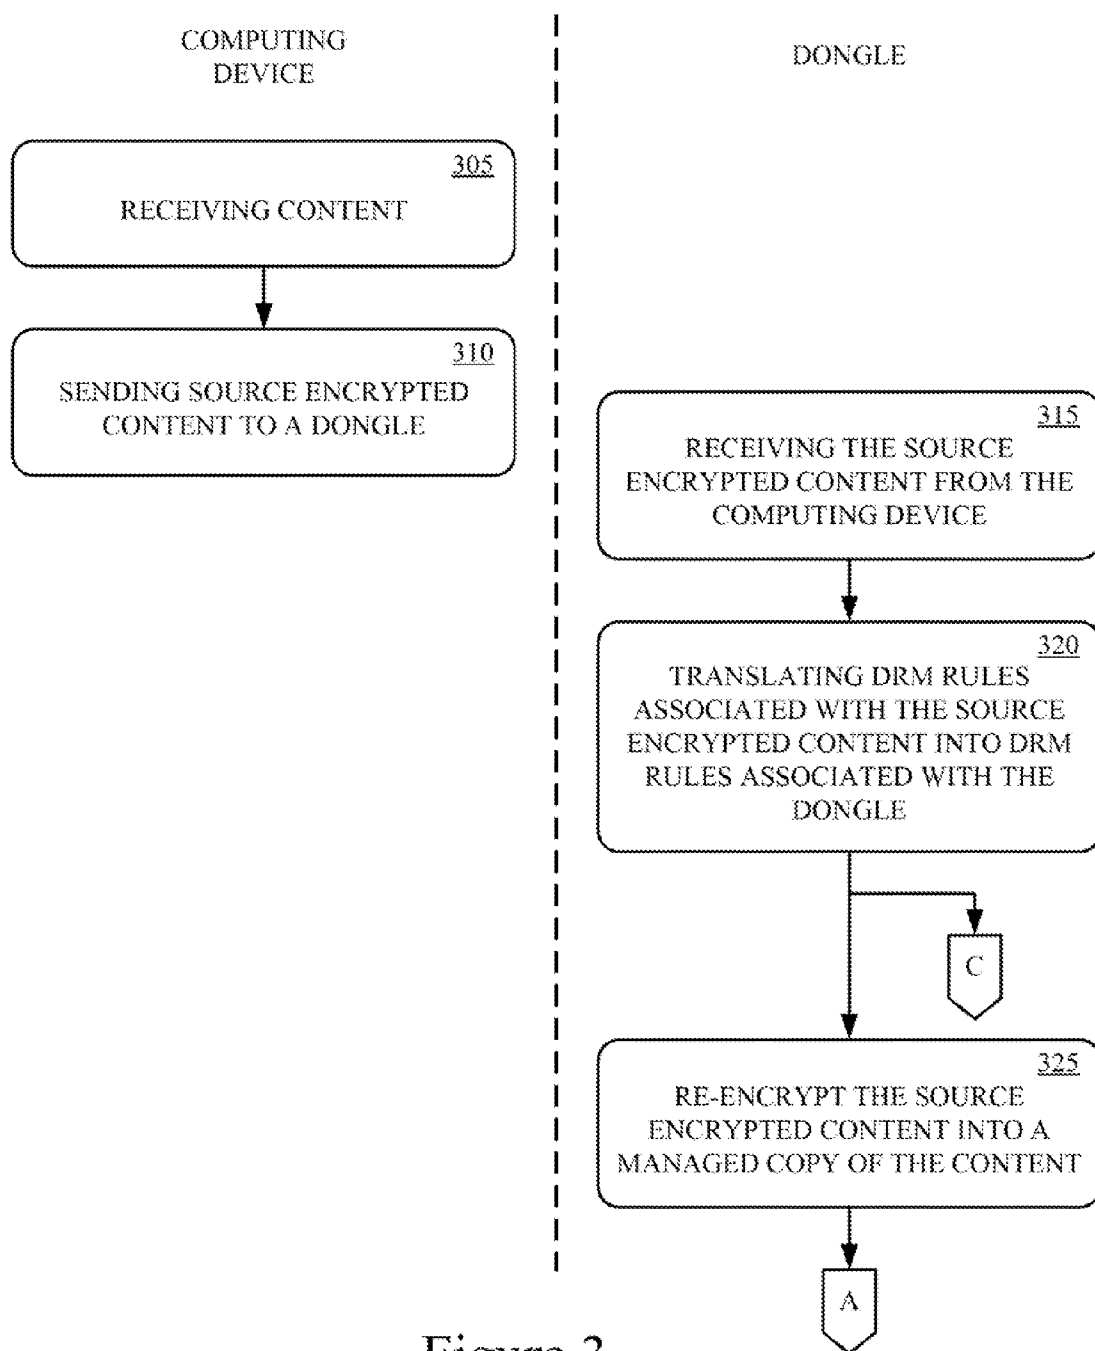 COMPUTING
DEVICE
DONGLE
305
RECEIVING CONTENT
310
SENDING SOURCE ENCRYPTED
CONTENT TO A DONGLE
315
RECEIVING THE SOURCE
ENCRYPTED CONTENT FROM THE
COMPUTING DEVICE
320
TRANSLATING DRM RULES
ASSOCIATED WITH THE SOURCE
ENCRYPTED CONTENT INTO DRM
RULES ASSOCIATED WITH THE
DONGLE
C
325
RE-ENCRYPT THE SOURCE
ENCRYPTED CONTENT INTO A
MANAGED COPY OF THE CONTENT
A
Figure 3